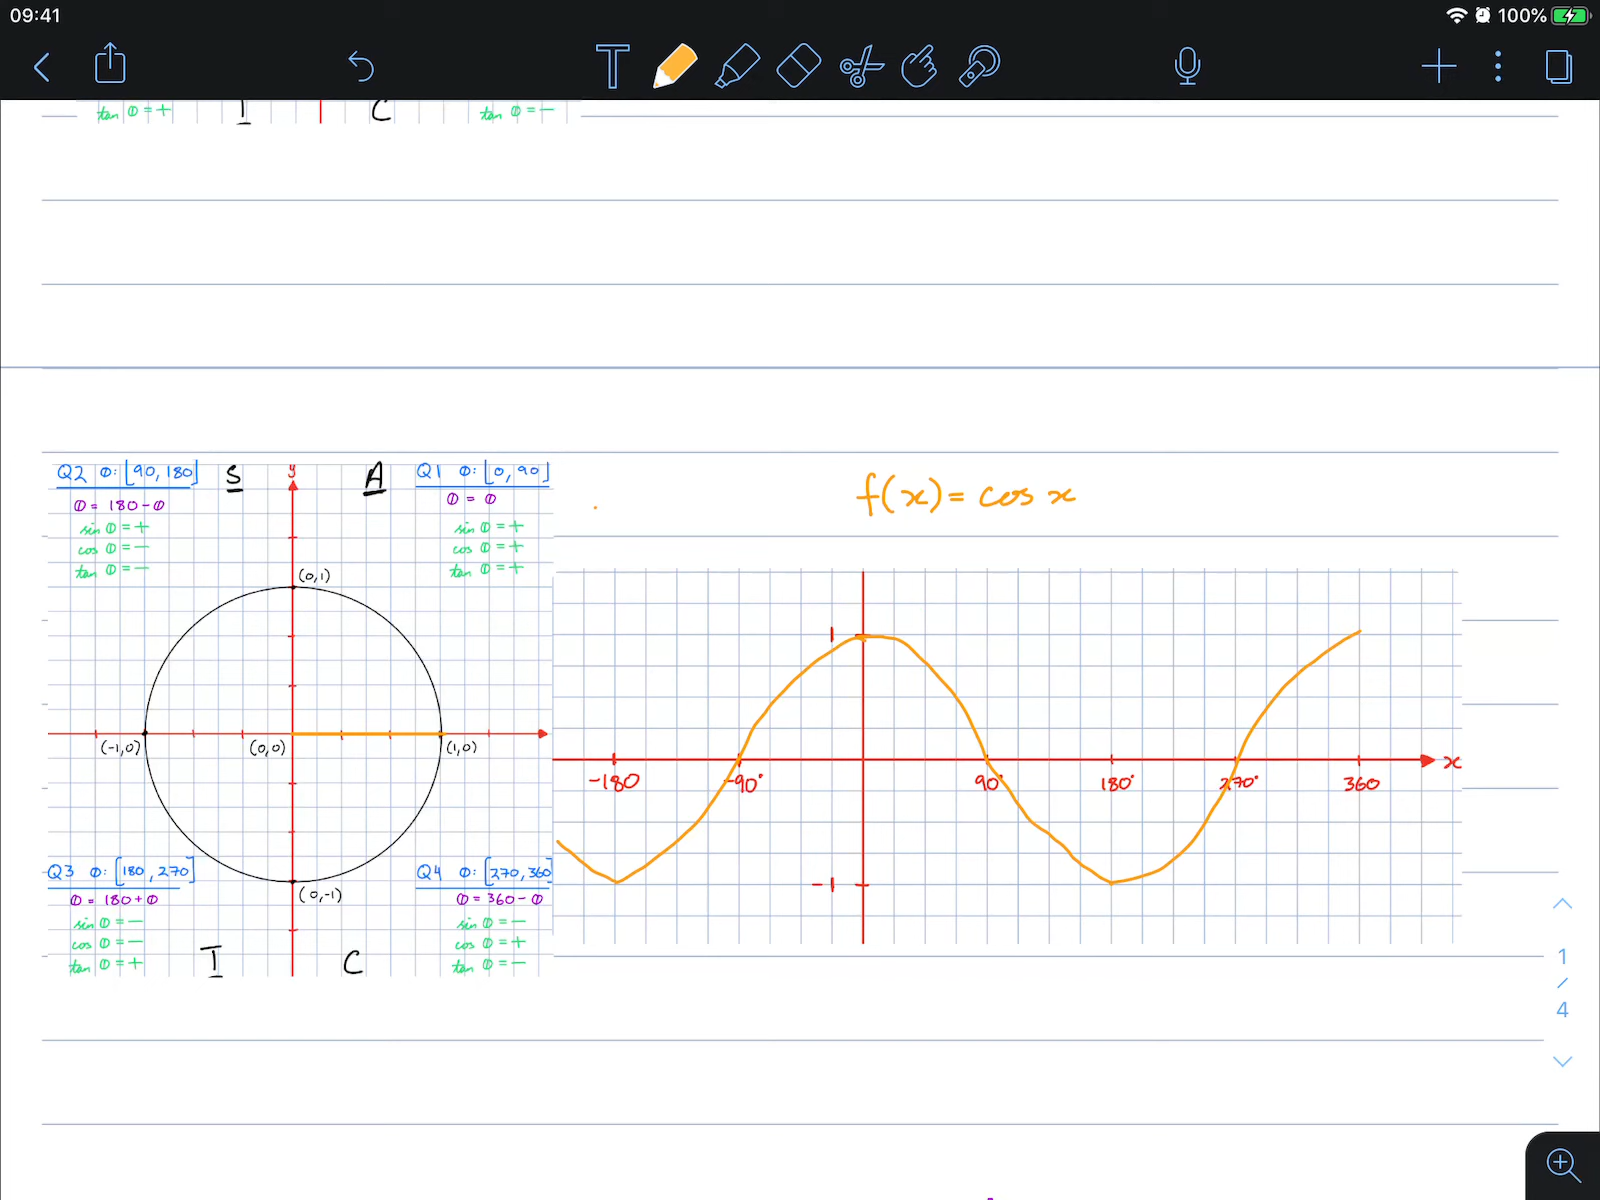 09:41 100%
tan θ = + T C tan θ = -
Q2 θ: [90, 180] S y A Q1 θ: [0, 90]
θ = 180 - θ θ = θ
sin θ = + sin θ = +
cos θ = - cos θ = +
tan θ = - tan θ = +
f(x) = cos x
(0,1)
(-1,0) (0,0) (1,0)
(0,-1)
Q3 θ: [180, 270] Q4 θ: [270, 360]
θ = 180 + θ θ = 360 - θ
sin θ = - sin θ = -
cos θ = - cos θ = +
tan θ = + T C tan θ = -
1
-180 -90° 90° 180° 270° 360 x
-1
1
/
4